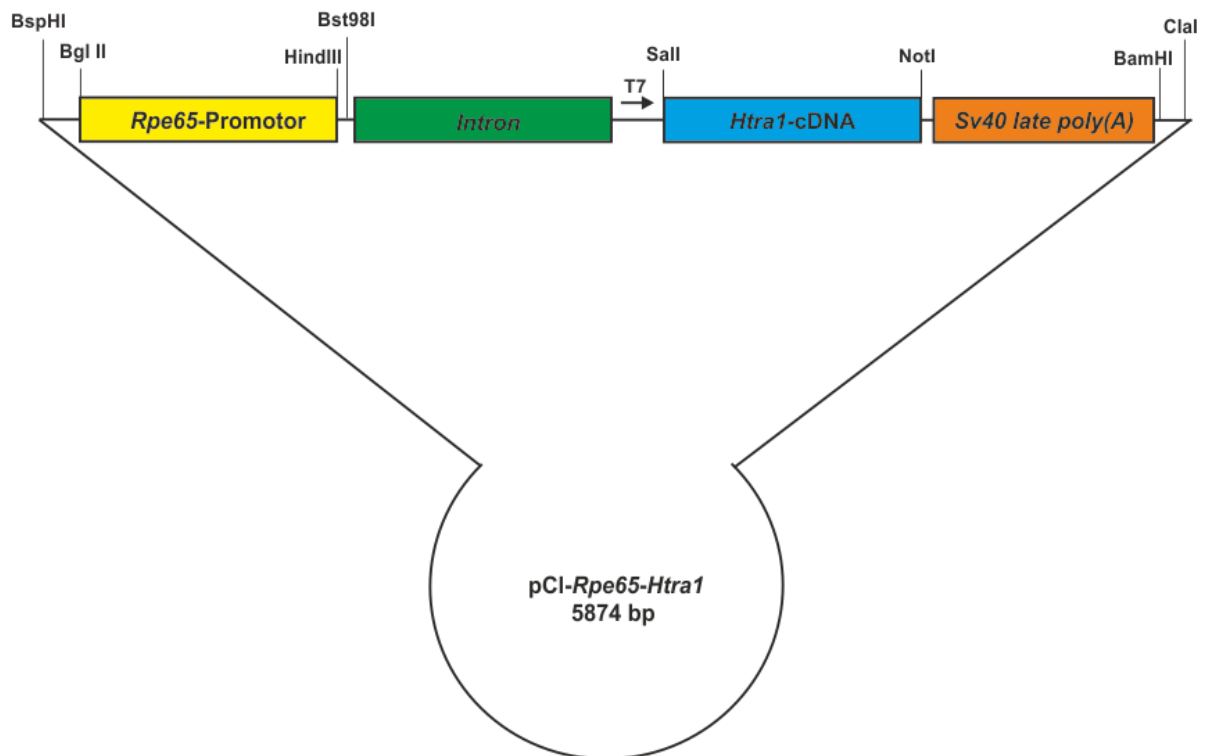 BspHI
Bgl II
HindIII
Bst98I
T7
SalI
NotI
BamHI
ClaI
Rpe65-Promotor
Intron
Htra1-cDNA
Sv40 late poly(A)
pCI-Rpe65-Htra1
5874 bp